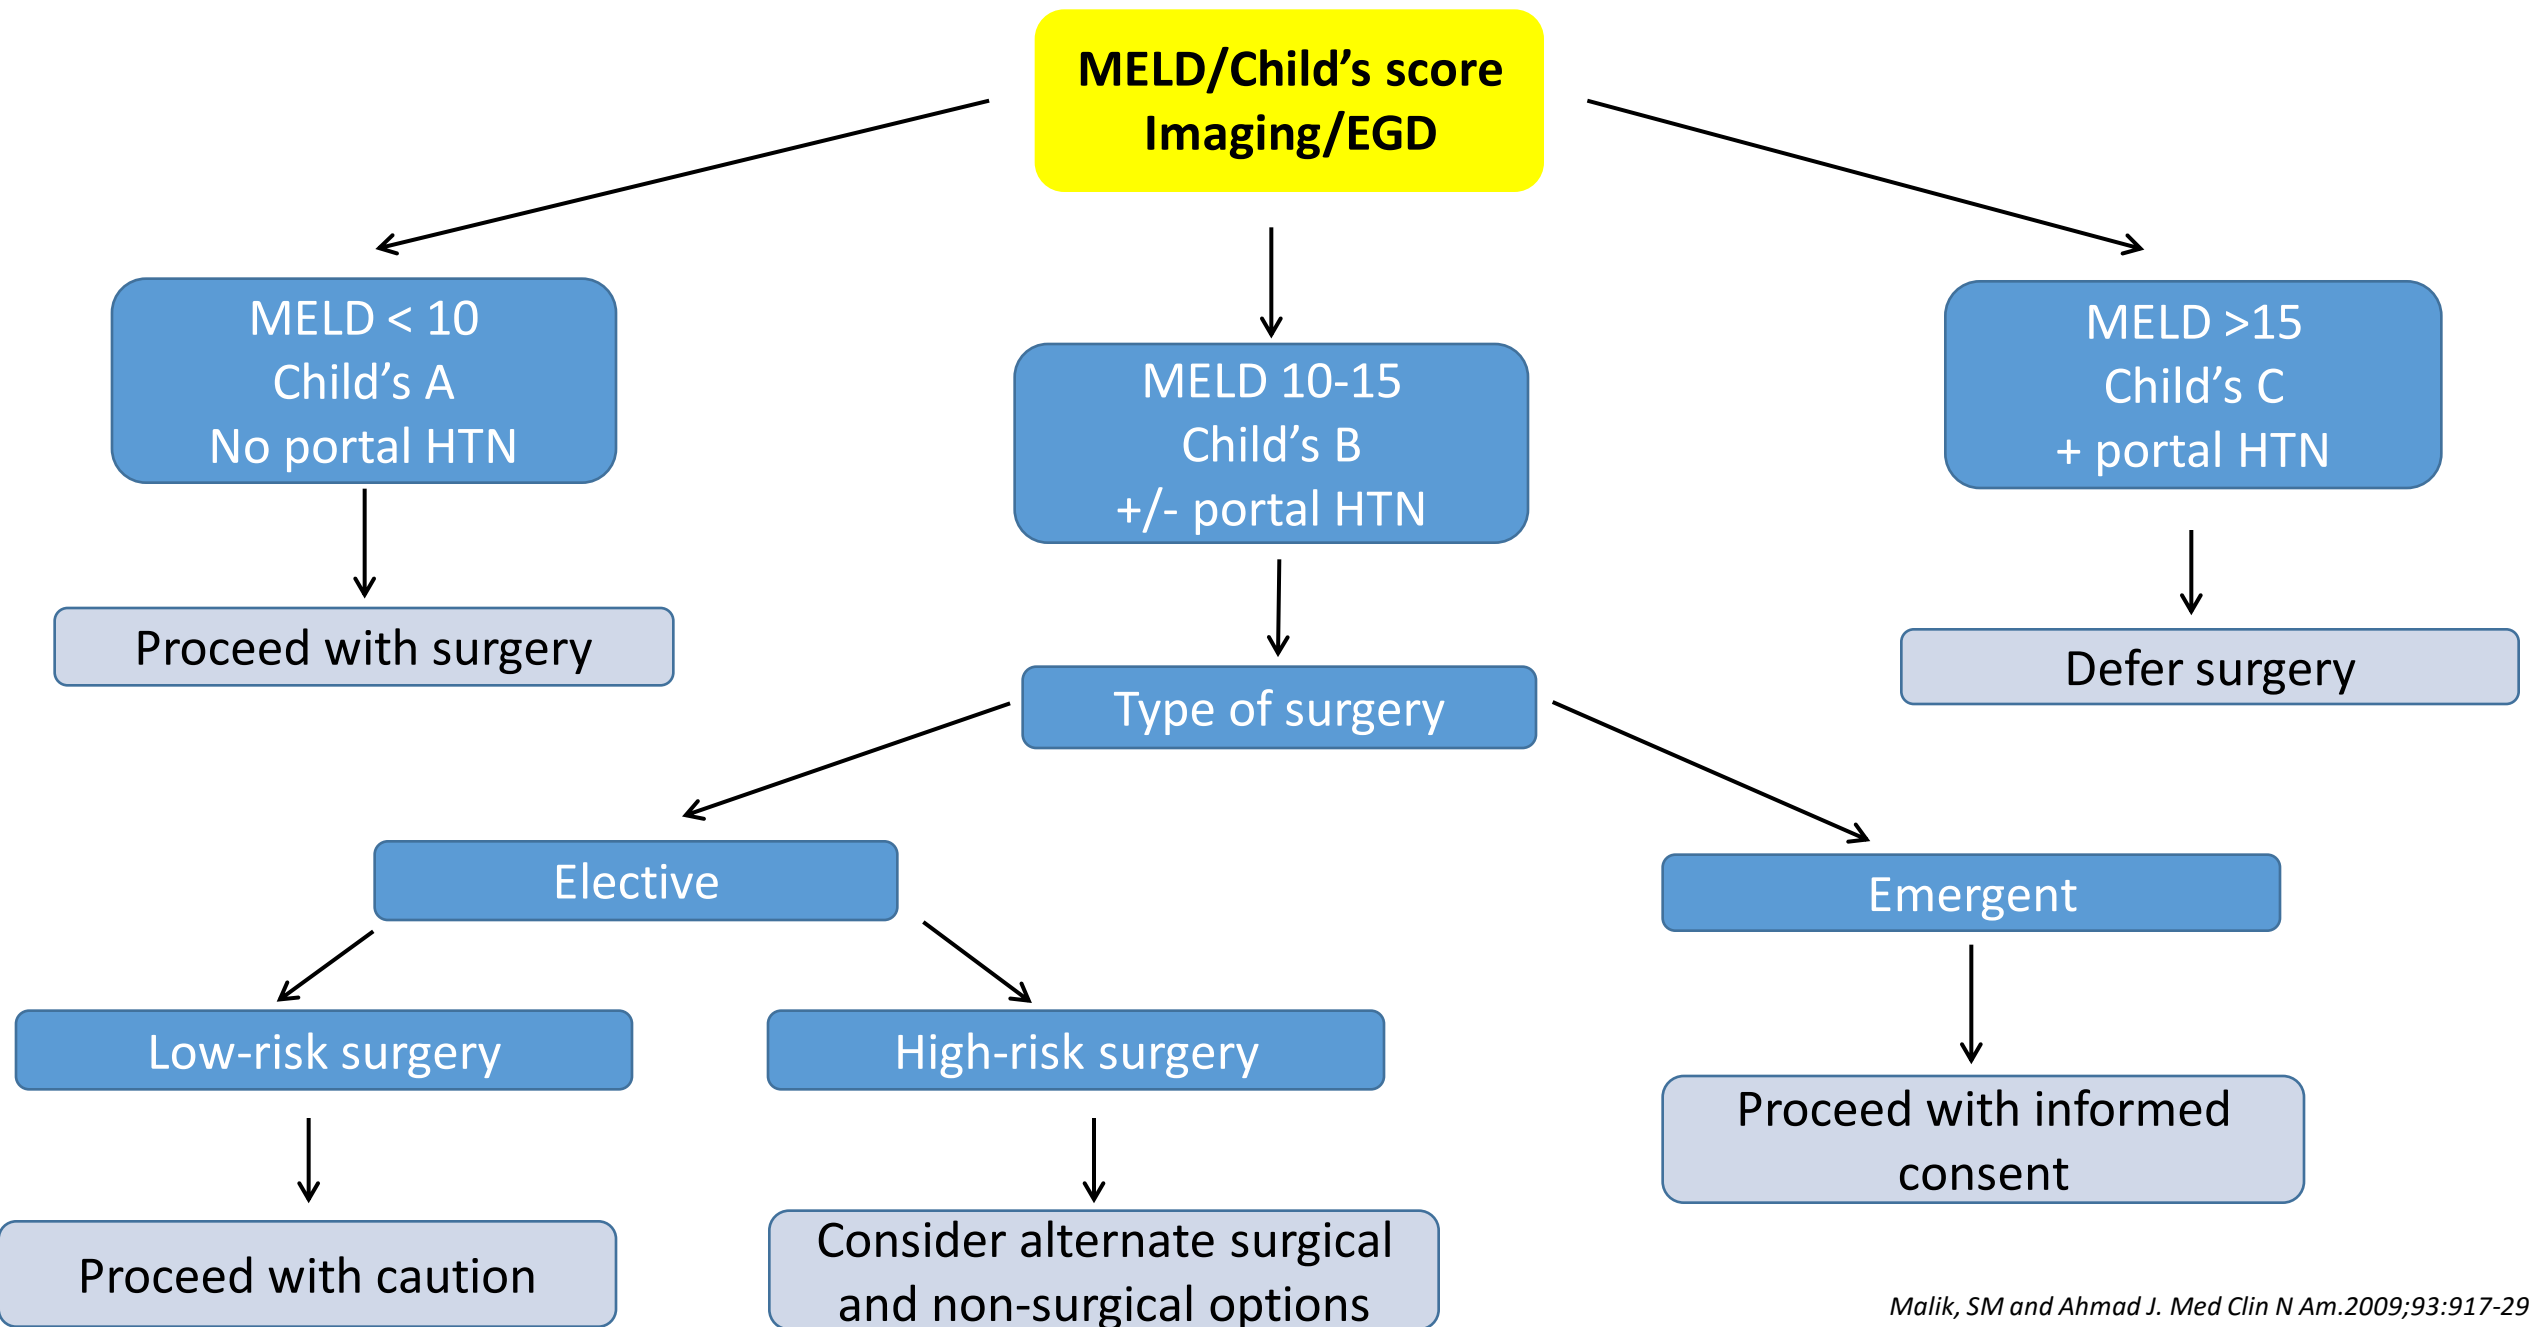 MELD/Child’s score
Imaging/EGD
MELD < 10
Child’s A
No portal HTN
MELD 10-15
Child’s B
+/- portal HTN
MELD >15
Child’s C
+ portal HTN
Proceed with surgery
Type of surgery
Defer surgery
Elective
Emergent
Low-risk surgery
High-risk surgery
Proceed with informed
consent
Proceed with caution
Consider alternate surgical
and non-surgical options
Malik, SM and Ahmad J. Med Clin N Am.2009;93:917-29